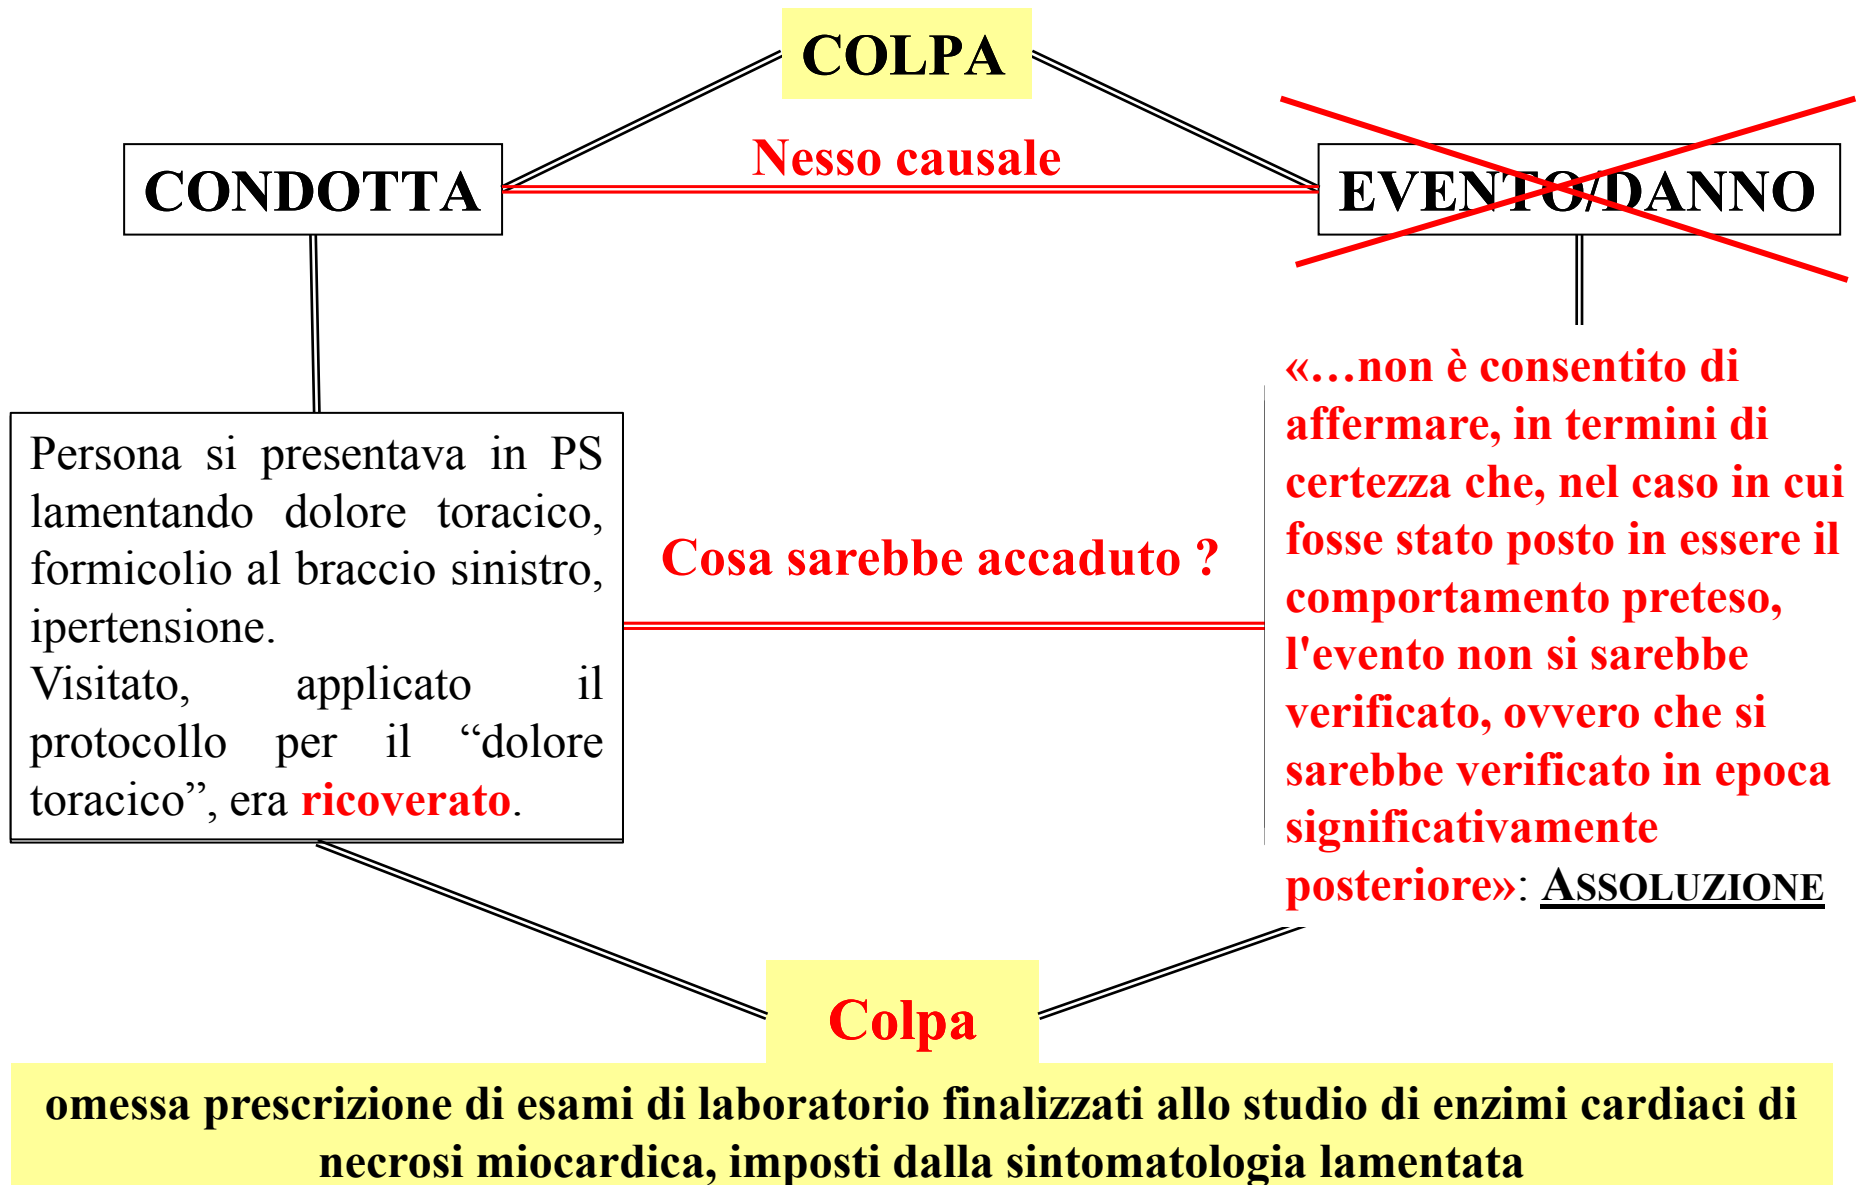 COLPA
Nesso causale
CONDOTTA
EVENTO/DANNO
Persona si presentava in PS
lamentando dolore toracico,
formicolio al braccio sinistro,
ipertensione.
Visitato, applicato il
protocollo per il “dolore
toracico”, era ricoverato.
Cosa sarebbe accaduto ?
«…non è consentito di
affermare, in termini di
certezza che, nel caso in cui
fosse stato posto in essere il
comportamento preteso,
l'evento non si sarebbe
verificato, ovvero che si
sarebbe verificato in epoca
significativamente
posteriore»: ASSOLUZIONE
Colpa
omessa prescrizione di esami di laboratorio finalizzati allo studio di enzimi cardiaci di
necrosi miocardica, imposti dalla sintomatologia lamentata